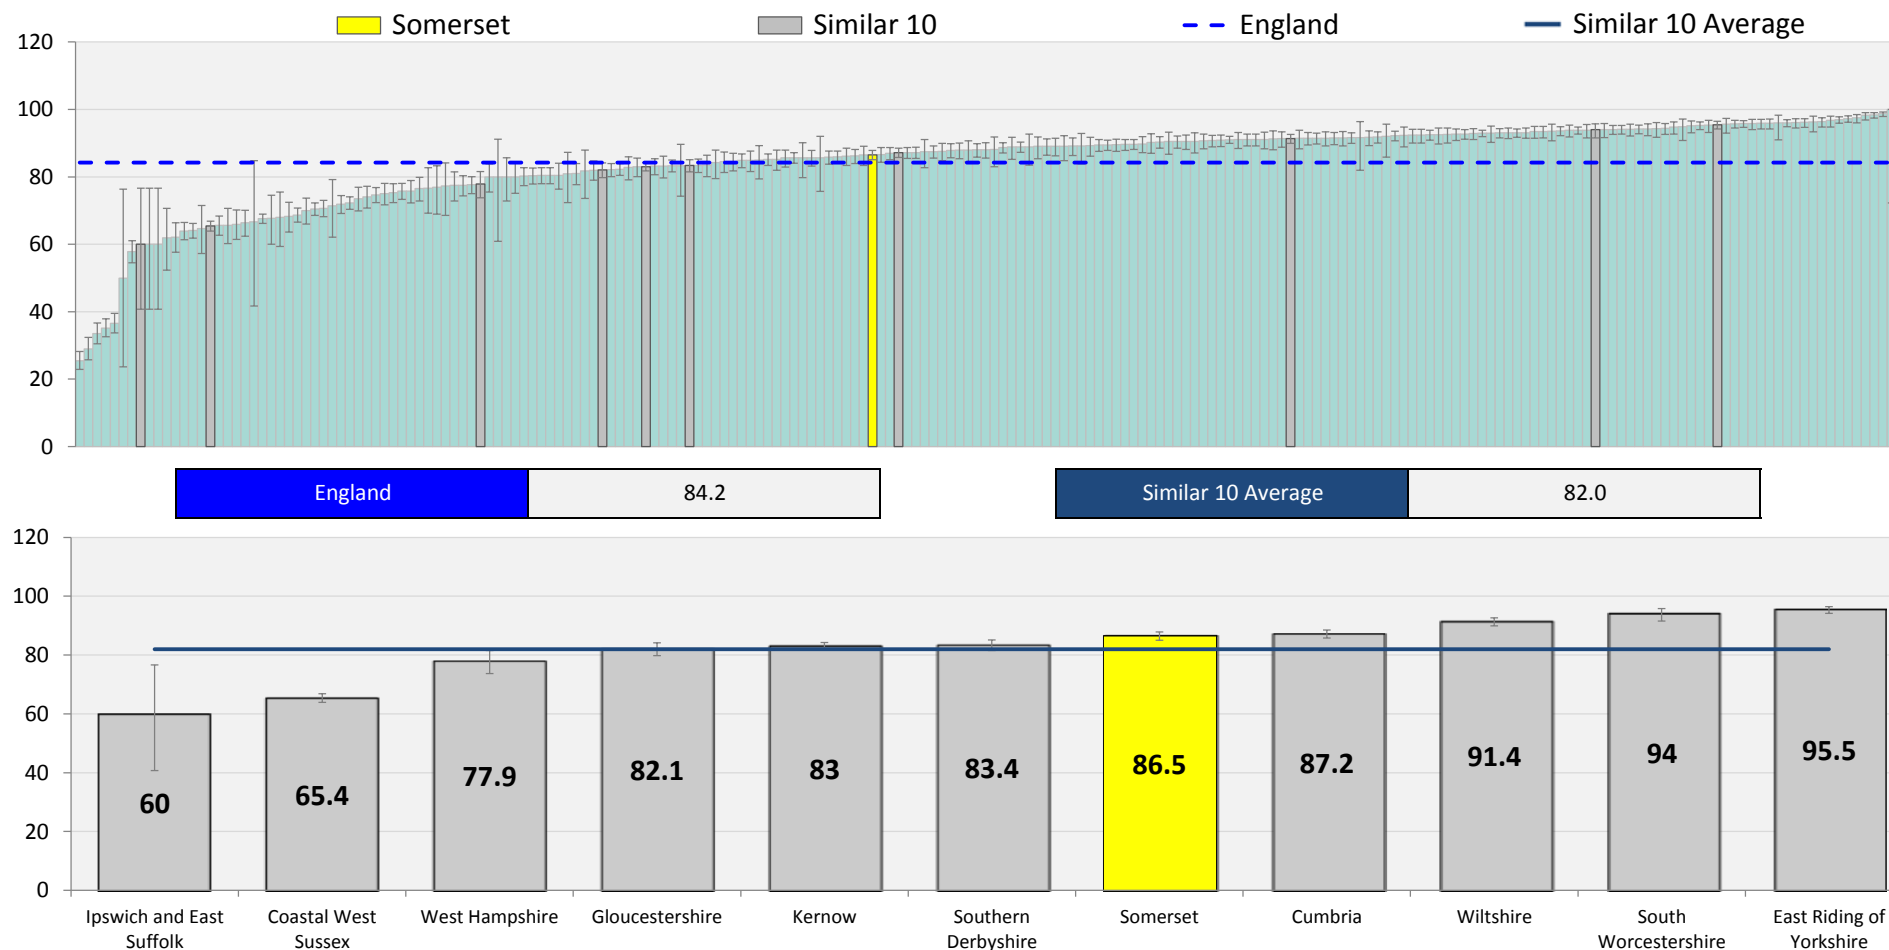 Somerset Similar 10 England Similar 10 Average
120
100
80
60
40
20
0
England 84.2 Similar 10 Average 82.0
120
100
80
60
40
20
0
60 65.4 77.9 82.1 83 83.4 86.5 87.2 91.4 94 95.5
Ipswich and East Coastal West West Hampshire Gloucestershire Kernow Southern Somerset Cumbria Wiltshire South East Riding of
Suffolk Sussex Derbyshire Worcestershire Yorkshire